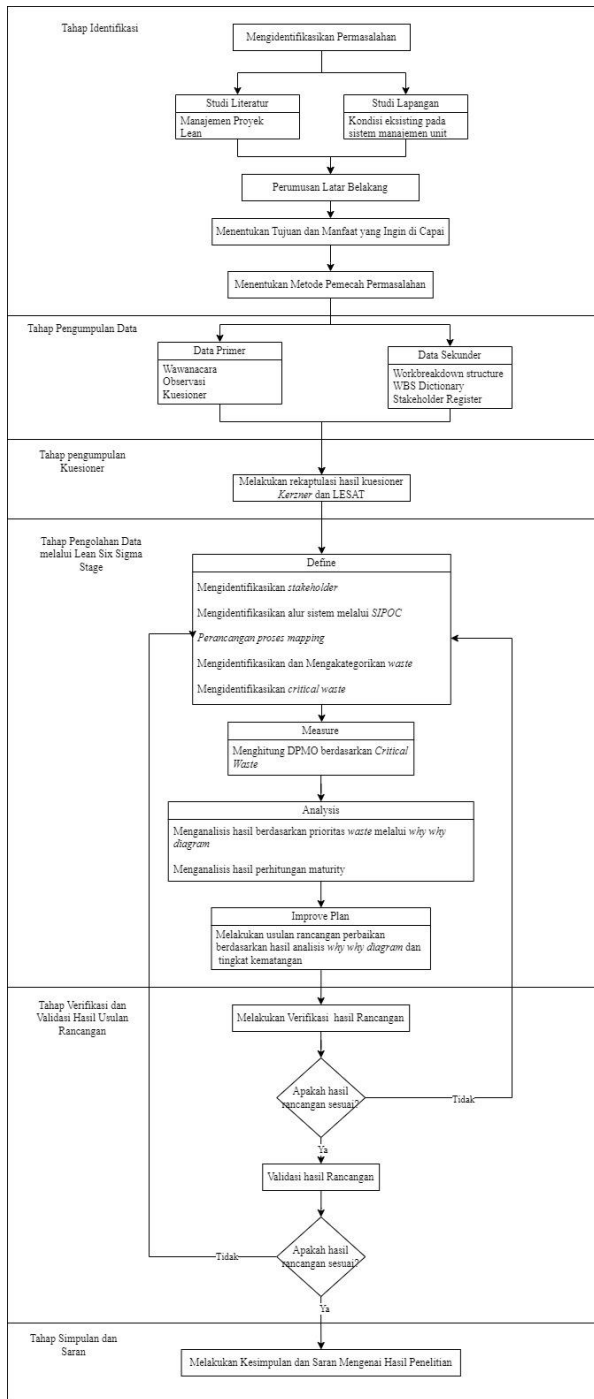 Tahap Identifikasi
Mengidentifikasikan Permasalahan
Studi Literatur
Manajemen Proyek
Lean
Studi Lapangan
Kondisi eksisting pada
sistem manajemen unit
Perumusan Latar Belakang
Menentukan Tujuan dan Manfaat yang Ingin di Capai
Menentukan Metode Pemecah Permasalahan
Tahap Pengumpulan Data
Data Primer
Wawanacara
Observasi
Kuesioner
Data Sekunder
Workbreakdown structure
WBS Dictionary
Stakeholder Register
Tahap pengumpulan
Kuesioner
Melakukan rekaptulasi hasil kuesioner
Kerzner dan LESAT
Tahap Pengolahan Data
melalui Lean Six Sigma
Stage
Define
Mengidentifikasikan stakeholder
Mengidentifikasikan alur sistem melalui SIPOC
Perancangan proses mapping
Mengidentifikasikan dan Mengakategorikan waste
Mengidentifikasikan critical waste
Measure
Menghitung DPMO berdasarkan Critical
Waste
Analysis
Menganalisis hasil berdasarkan prioritas waste melalui why why
diagram
Menganalisis hasil perhitungan maturity
Improve Plan
Melakukan usulan rancangan perbaikan
berdasarkan hasil analisis why why diagram dan
tingkat kematangan
Tahap Verifikasi dan
Validasi Hasil Usulan
Rancangan
Melakukan Verifikasi hasil Rancangan
Apakah hasil
rancangan sesuai?
Tidak
Ya
Validasi hasil Rancangan
Apakah hasil
rancangan sesuai?
Tidak
Ya
Tahap Simpulan dan
Saran
Melakukan Kesimpulan dan Saran Mengenai Hasil Penelitian